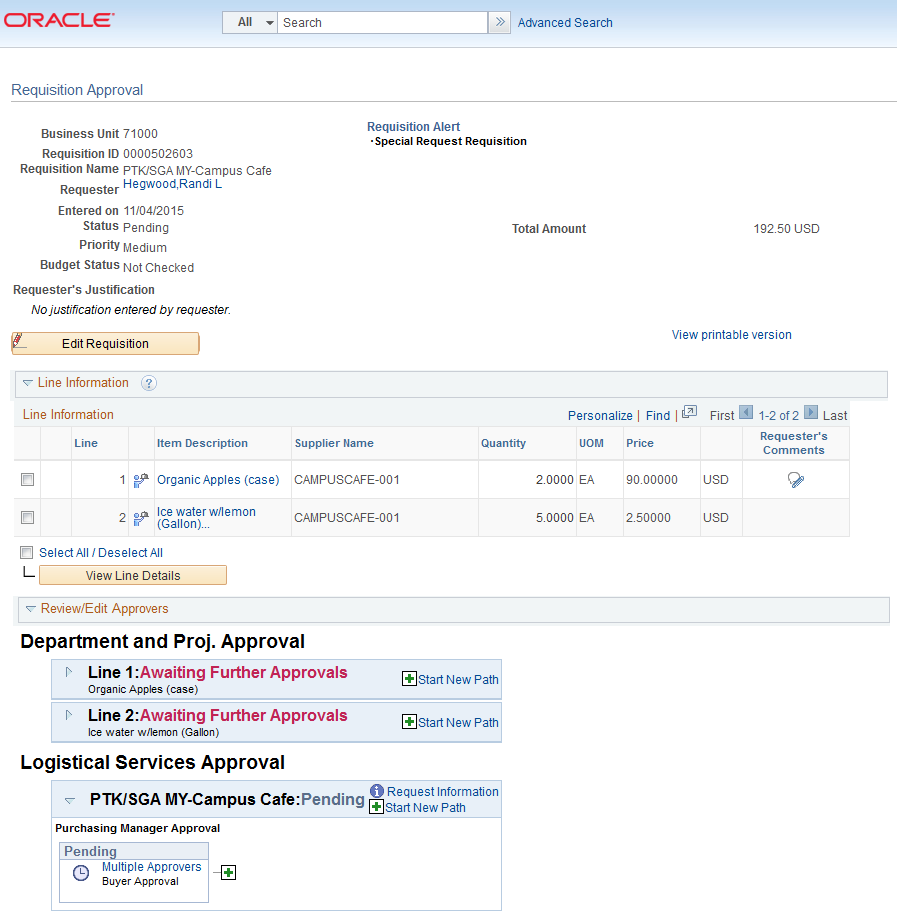 ORACLE
All Search Advanced Search
Requisition Approval
Business Unit 71000
Requisition ID 0000502603
Requisition Name PTK/SGA MY-Campus Cafe
Requester Hegwood,Randi L
Entered on 11/04/2015
Status Pending
Priority Medium
Budget Status Not Checked
Requisition Alert
·Special Request Requisition
Total Amount 192.50 USD
Requester's Justification
No justification entered by requester.
Edit Requisition
View printable version
Line Information ?
Line Information Personalize | Find | First 1-2 of 2 Last
Line Item Description Supplier Name Quantity UOM Price Requester's Comments
1 Organic Apples (case) CAMPUSCAFE-001 2.0000 EA 90.00000 USD
2 Ice water w/lemon (Gallon)... CAMPUSCAFE-001 5.0000 EA 2.50000 USD
Select All / Deselect All
View Line Details
Review/Edit Approvers
Department and Proj. Approval
Line 1:Awaiting Further Approvals Start New Path
Organic Apples (case)
Line 2:Awaiting Further Approvals Start New Path
Ice water w/lemon (Gallon)
Logistical Services Approval
PTK/SGA MY-Campus Cafe:Pending Request Information
Start New Path
Purchasing Manager Approval
Pending
Multiple Approvers
Buyer Approval